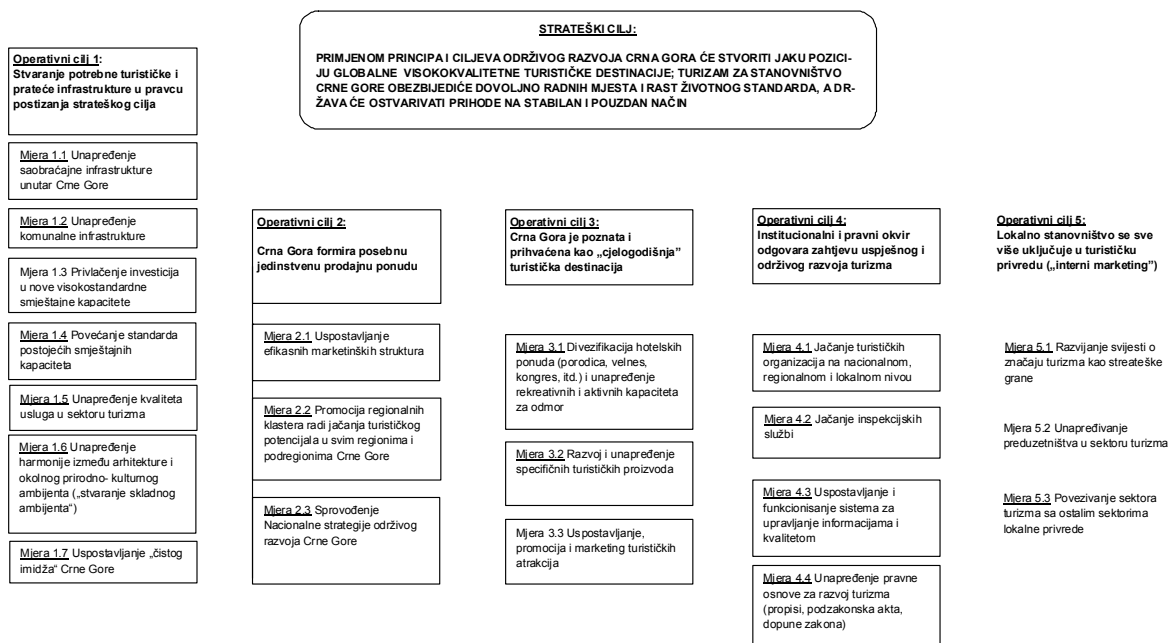 STRATEŠKI CILJ:
PRIMJENOM PRINCIPA I CILJEVA ODRŽIVOG RAZVOJA CRNA GORA ĆE STVORITI JAKU POZICI-
JU GLOBALNE VISOKOKVALITETNE TURISTIČKE DESTINACIJE; TURIZAM ZA STANOVNIŠTVO
CRNE GORE OBEZBIJEDIĆE DOVOLJNO RADNIH MJESTA I RAST ŽIVOTNOG STANDARDA, A DR-
ŽAVA ĆE OSTVARIVATI PRIHODE NA STABILAN I POUZDAN NAČIN
Operativni cilj 1:
Stvaranje potrebne turističke i
prateće infrastrukture u pravcu
postizanja strateškog cilja
Mjera 1.1 Unapređenje
saobraćajne infrastrukture
unutar Crne Gore
Mjera 1.2 Unapređenje
komunalne infrastrukture
Mjera 1.3 Privlačenje investicija
u nove visokostandardne
smještajne kapacitete
Mjera 1.4 Povećanje standarda
postojećih smještajnih
kapaciteta
Mjera 1.5 Unapređenje kvaliteta
usluga u sektoru turizma
Mjera 1.6 Unapređenje
harmonije između arhitekture i
okolnog prirodno- kulturnog
ambijenta („stvaranje skladnog
ambijenta“)
Mjera 1.7 Uspostavljanje „čistog
imidža“ Crne Gore
Operativni cilj 2:
Crna Gora formira posebnu
jedinstvenu prodajnu ponudu
Mjera 2.1 Uspostavljanje
efikasnih marketinških struktura
Mjera 2.2 Promocija regionalnih
klastera radi jačanja turističkog
potencijala u svim regionima i
podregionima Crne Gore
Mjera 2.3 Sprovođenje
Nacionalne strategije održivog
razvoja Crne Gore
Operativni cilj 3:
Crna Gora je poznata i
prihvaćena kao „cjelogodišnja”
turistička destinacija
Mjera 3.1 Divezifikacija hotelskih
ponuda (porodica, velnes,
kongres, itd.) i unapređenje
rekreativnih i aktivnih kapaciteta
za odmor
Mjera 3.2 Razvoj i unapređenje
specifičnih turističkih proizvoda
Mjera 3.3 Uspostavljanje,
promocija i marketing turističkih
atrakcija
Operativni cilj 4:
Institucionalni i pravni okvir
odgovara zahtjevu uspješnog i
održivog razvoja turizma
Mjera 4.1 Jačanje turističkih
organizacija na nacionalnom,
regionalnom i lokalnom nivou
Mjera 4.2 Jačanje inspekcijskih
službi
Mjera 4.3 Uspostavljanje i
funkcionisanje sistema za
upravljanje informacijama i
kvalitetom
Mjera 4.4 Unapređenje pravne
osnove za razvoj turizma
(propisi, podzakonska akta,
dopune zakona)
Operativni cilj 5:
Lokalno stanovništvo se sve
više uključuje u turističku
privredu („interni marketing”)
Mjera 5.1 Razvijanje svijesti o
značaju turizma kao streateške
grane
Mjera 5.2 Unapređivanje
preduzetništva u sektoru turizma
Mjera 5.3 Povezivanje sektora
turizma sa ostalim sektorima
lokalne privrede